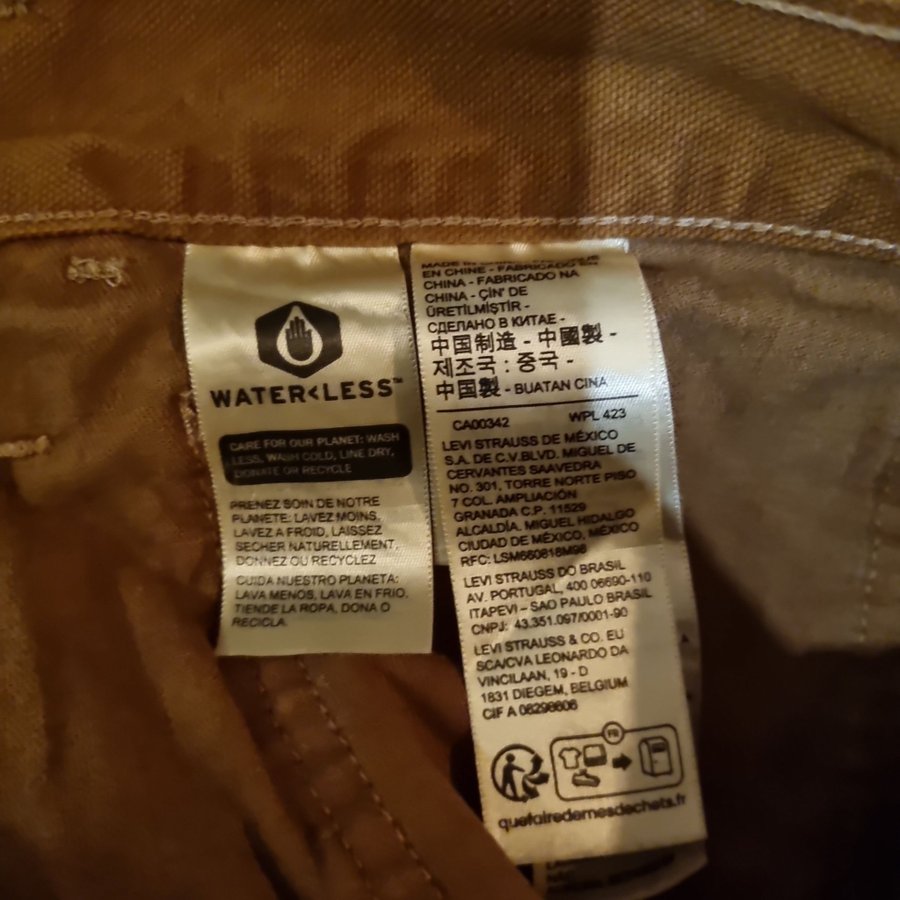 WATER<LESS™
CARE FOR OUR PLANET: WASH
LESS, WASH COLD, LINE DRY,
DONATE OR RECYCLE
PRENEZ SOIN DE NOTRE
PLANETE: LAVEZ MOINS,
LAVEZ A FROID, LAISSEZ
SECHER NATURELLEMENT,
DONNEZ OU RECYCLEZ
CUIDA NUESTRO PLANETA:
LAVA MENOS, LAVA EN FRIO,
TIENDE LA ROPA, DONA O
RECICLA.
MADE IN CHINA -
EN CHINE - FABRICADO EN
CHINA - FABRICADO NA
CHINA - ÇİN' DE
ÜRETİLMİŞTİR -
СДЕЛАНО В КИТАЕ -
中国制造 - 中國製 -
제조국 : 중국 -
中国製 - BUATAN CINA
CA00342 WPL 423
LEVI STRAUSS DE MÉXICO
S.A. DE C.V.BLVD. MIGUEL DE
CERVANTES SAAVEDRA
NO. 301, TORRE NORTE PISO
7 COL. AMPLIACIÓN
GRANADA C.P. 11529
ALCALDÍA. MIGUEL HIDALGO
CIUDAD DE MÉXICO, MÉXICO
RFC: LSM660818M98
LEVI STRAUSS DO BRASIL
AV. PORTUGAL, 400 06690-110
ITAPEVI – SAO PAULO BRASIL
CNPJ: 43.351.097/0001-90
LEVI STRAUSS & CO. EU
SCA/CVA LEONARDO DA
VINCILAAN, 19 - D
1831 DIEGEM, BELGIUM
CIF A 08298806
FR
quefairedemesdechets.fr